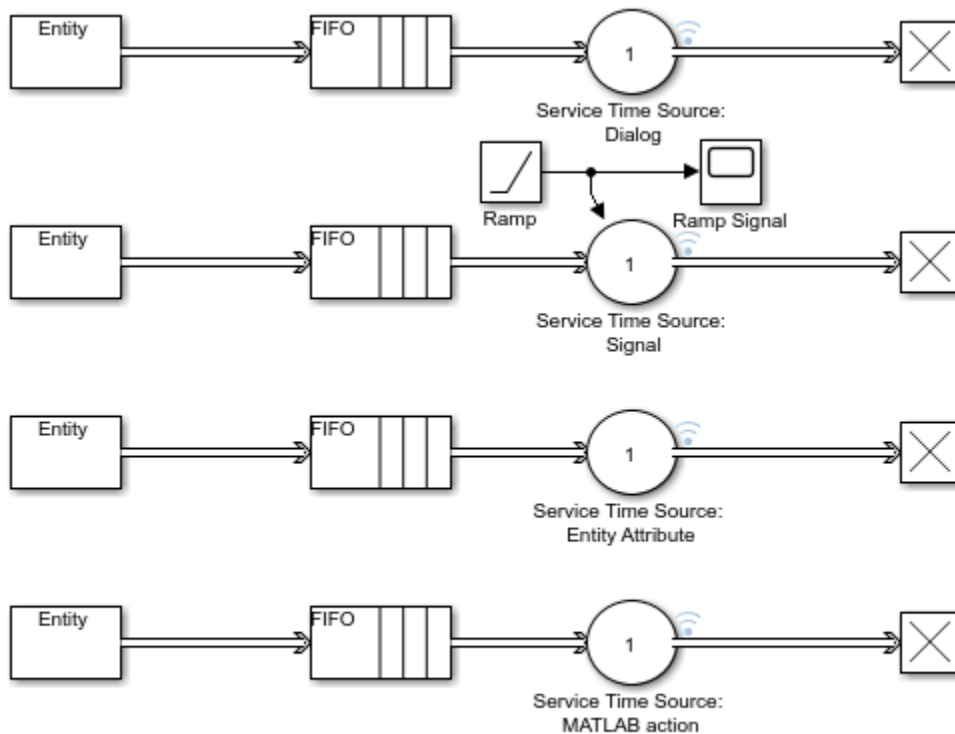 Entity
FIFO
1
Service Time Source:
Dialog
Ramp
Ramp Signal
Entity
FIFO
1
Service Time Source:
Signal
Entity
FIFO
1
Service Time Source:
Entity Attribute
Entity
FIFO
1
Service Time Source:
MATLAB action